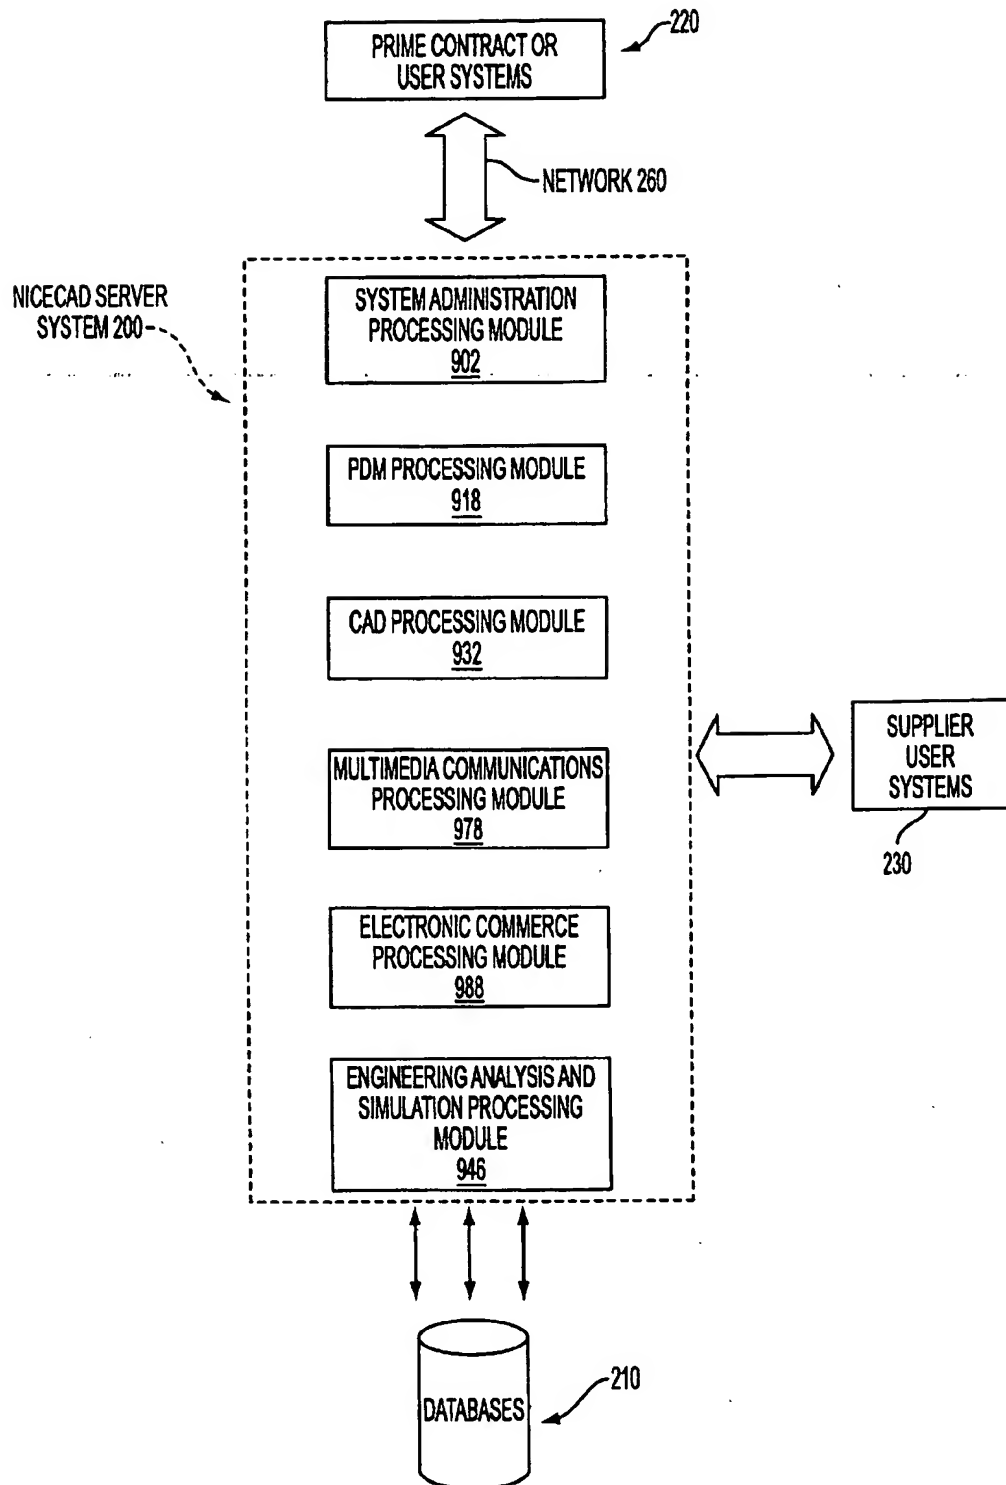 220
PRIME CONTRACT OR
USER SYSTEMS
NETWORK 260
NICECAD SERVER
SYSTEM 200
SYSTEM ADMINISTRATION
PROCESSING MODULE
902
PDM PROCESSING MODULE
918
CAD PROCESSING MODULE
932
MULTIMEDIA COMMUNICATIONS
PROCESSING MODULE
978
SUPPLIER
USER
SYSTEMS
230
ELECTRONIC COMMERCE
PROCESSING MODULE
988
ENGINEERING ANALYSIS AND
SIMULATION PROCESSING
MODULE
946
210
DATABASES